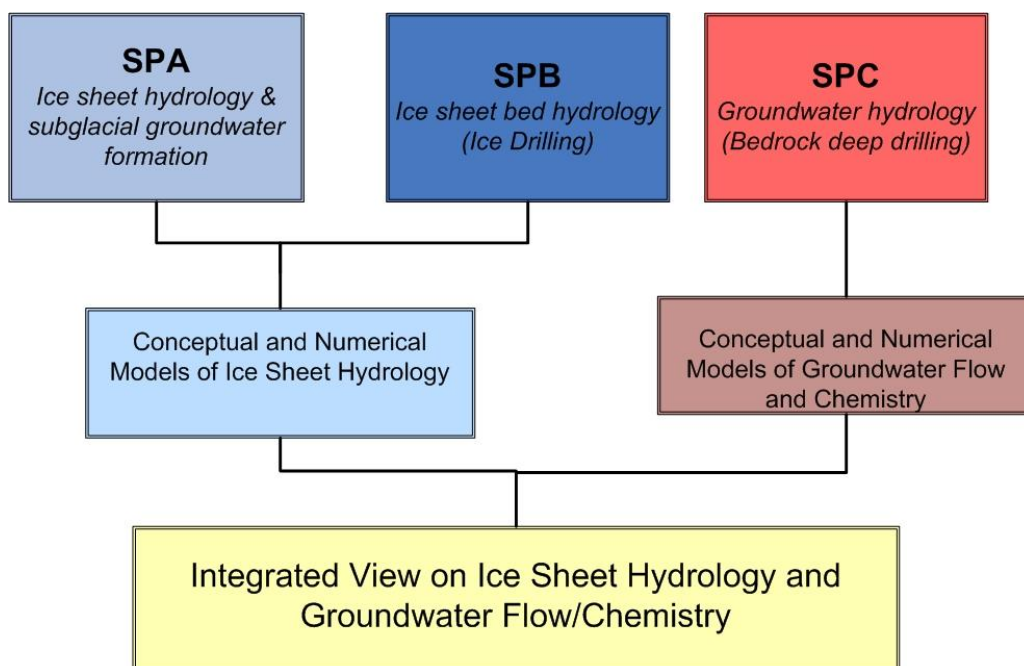 SPA
Ice sheet hydrology &
subglacial groundwater
formation
SPB
Ice sheet bed hydrology
(Ice Drilling)
SPC
Groundwater hydrology
(Bedrock deep drilling)
Conceptual and Numerical
Models of Ice Sheet Hydrology
Conceptual and Numerical
Models of Groundwater Flow
and Chemistry
Integrated View on Ice Sheet Hydrology and
Groundwater Flow/Chemistry